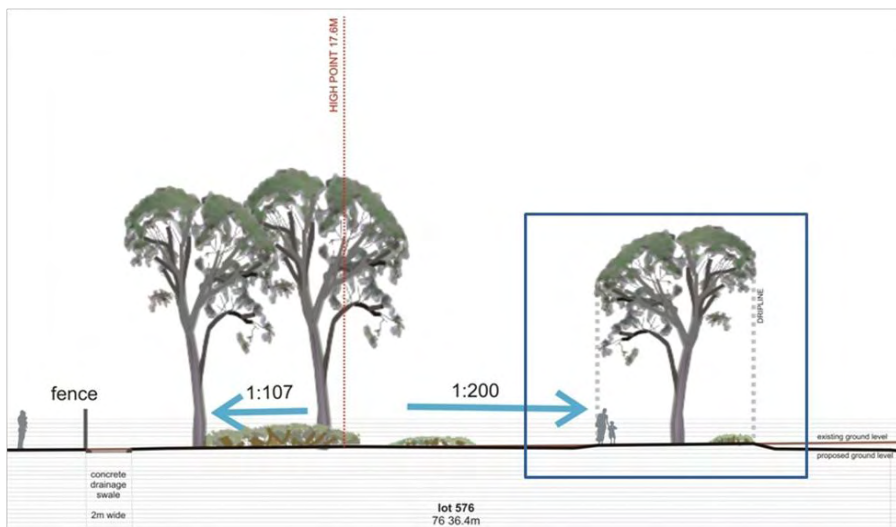 HIGH POINT 17.6M
fence
1:107
1:200
DRIPLINE
existing ground level
proposed ground level
concrete
drainage
swale
2m wide
lot 576
76 36.4m